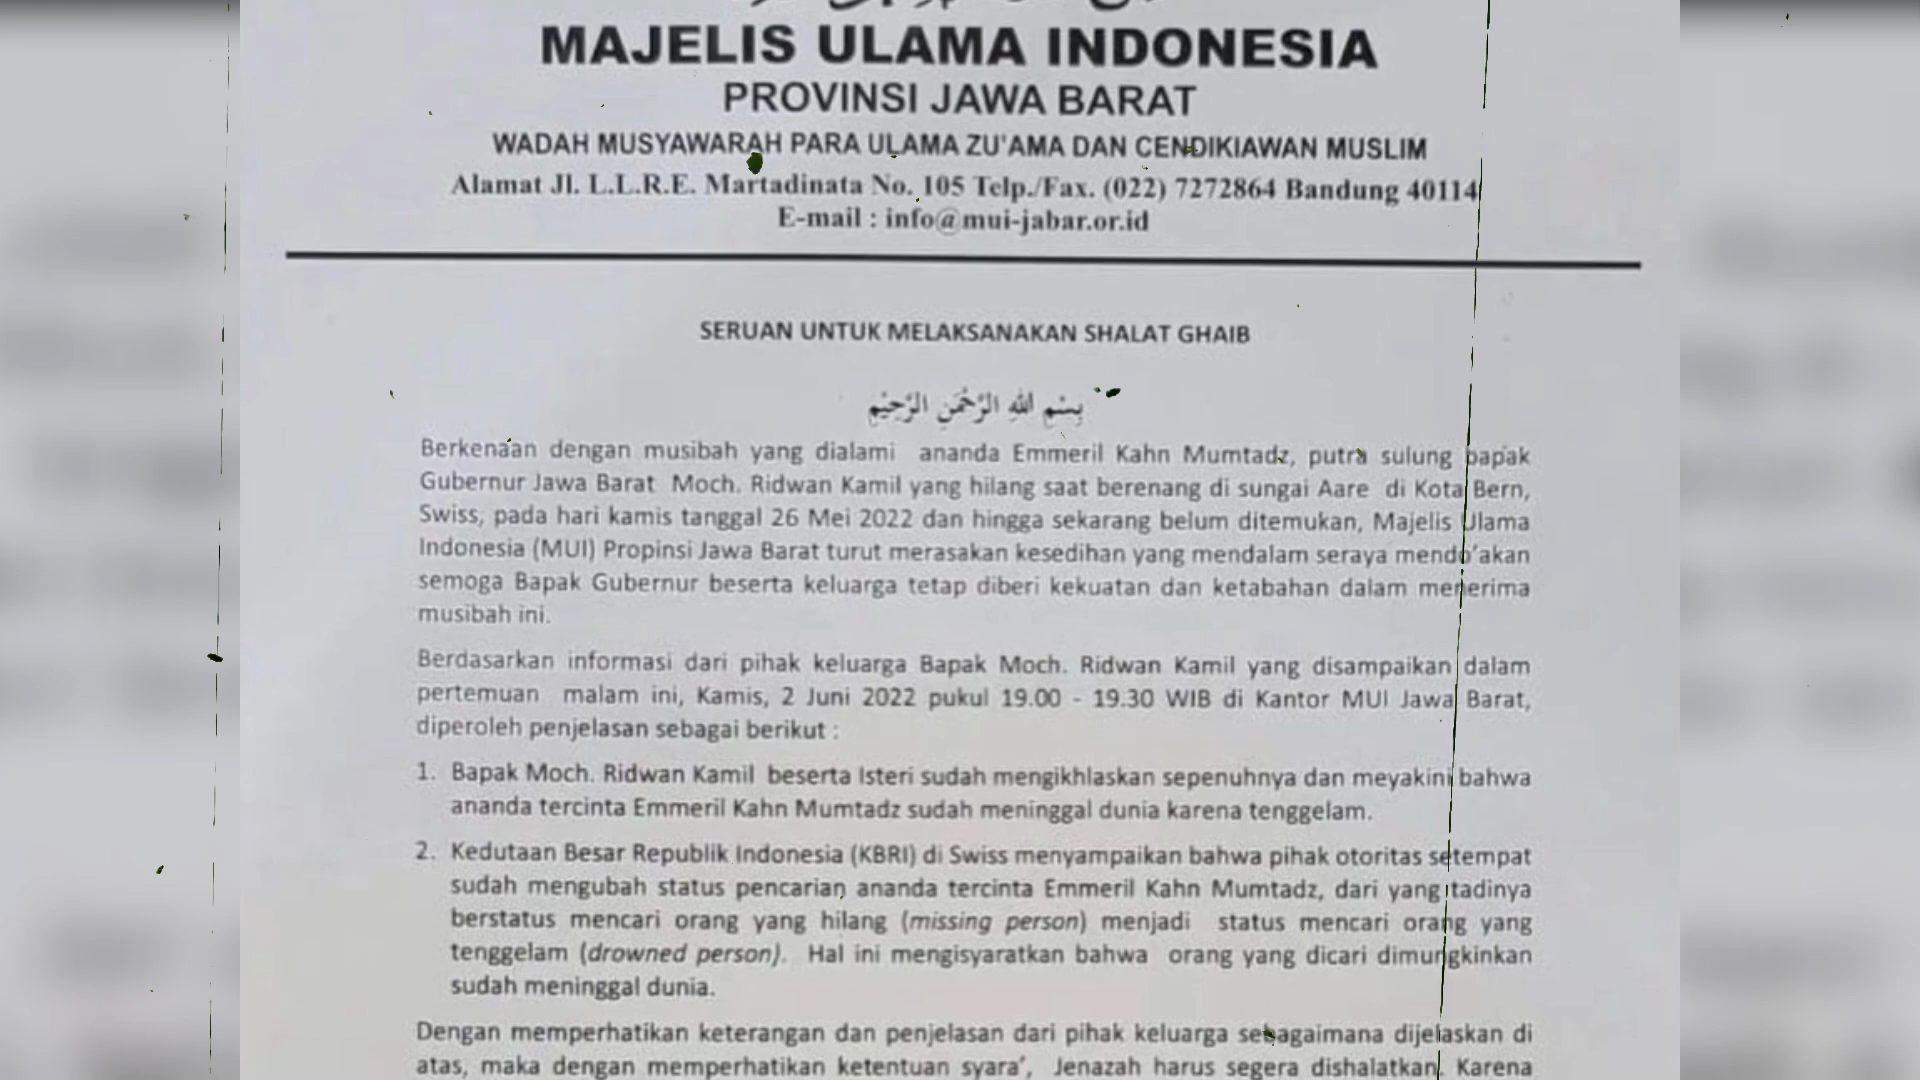 MAJELIS ULAMA INDONESIA
PROVINSI JAWA BARAT
WADAH MUSYAWARAH PARA ULAMA ZU'AMA DAN CENDIKIAWAN MUSLIM
Alamat Jl. L.L.R.E. Martadinata No. 105 Telp./Fax. (022) 7272864 Bandung 40114
E-mail : info@mui-jabar.or.id
SERUAN UNTUK MELAKSANAKAN SHALAT GHAIB
بِسْمِ اللهِ الرَّحْمَنِ الرَّحِيْمِ
Berkenaan dengan musibah yang dialami ananda Emmeril Kahn Mumtadz, putra sulung bapak
Gubernur Jawa Barat Moch. Ridwan Kamil yang hilang saat berenang di sungai Aare di Kota Bern,
Swiss, pada hari kamis tanggal 26 Mei 2022 dan hingga sekarang belum ditemukan, Majelis Ulama
Indonesia (MUI) Propinsi Jawa Barat turut merasakan kesedihan yang mendalam seraya mendo'akan
semoga Bapak Gubernur beserta keluarga tetap diberi kekuatan dan ketabahan dalam menerima
musibah ini.
Berdasarkan informasi dari pihak keluarga Bapak Moch. Ridwan Kamil yang disampaikan dalam
pertemuan malam ini, Kamis, 2 Juni 2022 pukul 19.00 - 19.30 WIB di Kantor MUI Jawa Barat,
diperoleh penjelasan sebagai berikut :
1. Bapak Moch. Ridwan Kamil beserta Isteri sudah mengikhlaskan sepenuhnya dan meyakini bahwa
ananda tercinta Emmeril Kahn Mumtadz sudah meninggal dunia karena tenggelam.
2. Kedutaan Besar Republik Indonesia (KBRI) di Swiss menyampaikan bahwa pihak otoritas setempat
sudah mengubah status pencarian ananda tercinta Emmeril Kahn Mumtadz, dari yang tadinya
berstatus mencari orang yang hilang (missing person) menjadi status mencari orang yang
tenggelam (drowned person). Hal ini mengisyaratkan bahwa orang yang dicari dimungkinkan
sudah meninggal dunia.
Dengan memperhatikan keterangan dan penjelasan dari pihak keluarga sebagaimana dijelaskan di
atas, maka dengan memperhatikan ketentuan syara', Jenazah harus segera dishalatkan. Karena